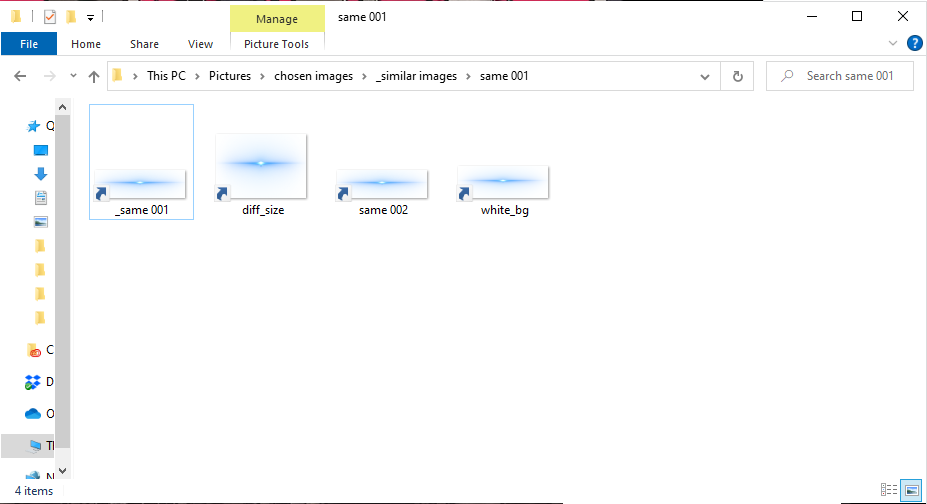 Manage
same 001
File
Home
Share
View
Picture Tools
This PC
Pictures
chosen images
_similar images
same 001
Search same 001
Q
C
D
O
Tl
N
_same 001
diff_size
same 002
white_bg
4 items